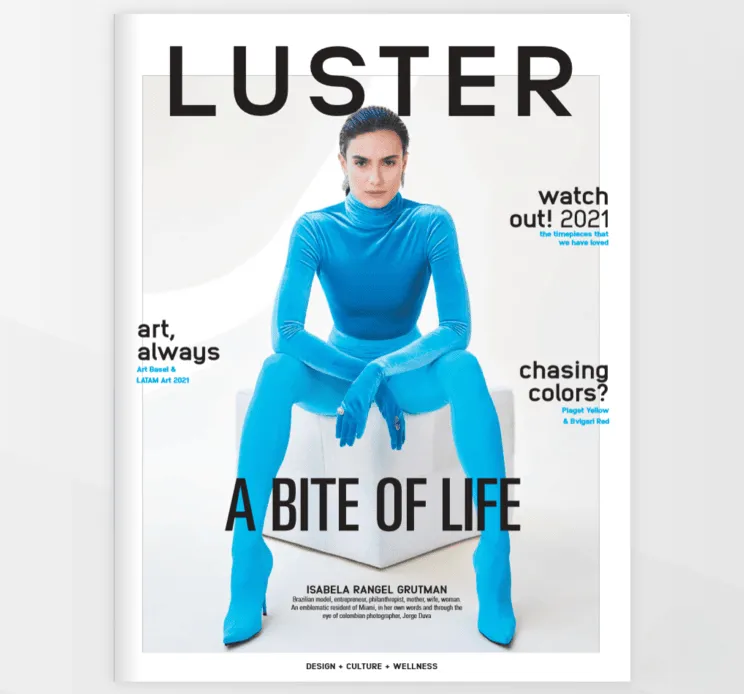 LUSTER
watch
out! 2021
the timepieces that
we have loved
art,
always
Art Basel &
LATAM Art 2021
chasing
colors?
Piaget Yellow
& Bvlgari Red
A BITE OF LIFE
ISABELA RANGEL GRUTMAN
Brazilian model, entrepreneur, philanthropist, mother, wife, woman.
An emblematic resident of Miami, in her own words and through the
eye of colombian photographer, Jorge Duva
DESIGN + CULTURE + WELLNESS